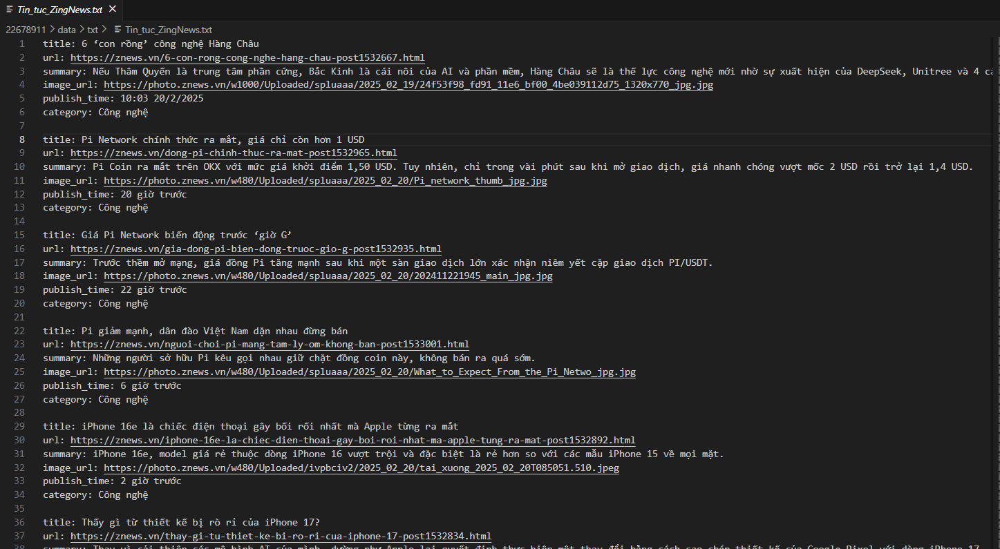 Tin_tuc_ZingNews.txt
22678911 > data > txt > Tin_tuc_ZingNews.txt
1 title: 6 ‘con rồng’ công nghệ Hàng Châu
2 url: https://znews.vn/6-con-rong-cong-nghe-hang-chau-post1532667.html
3 summary: Nếu Thâm Quyến là trung tâm phần cứng, Bắc Kinh là cái nôi của AI và phần mềm, Hàng Châu sẽ là thế lực công nghệ mới nhờ sự xuất hiện của DeepSeek, Unitree và 4
4 image_url: https://photo.znews.vn/w1000/Uploaded/spluaaa/2025_02_19/24f53f98_fd91_11e6_bf00_4be039112d75_1320x770_jpg.jpg
5 publish_time: 10:03 20/2/2025
6 category: Công nghệ
7
8 title: Pi Network chính thức ra mắt, giá chỉ còn hơn 1 USD
9 url: https://znews.vn/dong-pi-chinh-thuc-ra-mat-post1532965.html
10 summary: Pi Coin ra mắt trên OKX với mức giá khởi điểm 1,50 USD. Tuy nhiên, chỉ trong vài phút sau khi mở giao dịch, giá nhanh chóng vượt mốc 2 USD rồi trở lại 1,4 USD.
11 image_url: https://photo.znews.vn/w480/Uploaded/spluaaa/2025_02_20/Pi_network_thumb_jpg.jpg
12 publish_time: 20 giờ trước
13 category: Công nghệ
14
15 title: Giá Pi Network biến động trước ‘giờ G’
16 url: https://znews.vn/gia-dong-pi-bien-dong-truoc-gio-g-post1532935.html
17 summary: Trước thềm mở mạng, giá đồng Pi tăng mạnh sau khi một sàn giao dịch lớn xác nhận niêm yết cặp giao dịch PI/USDT.
18 image_url: https://photo.znews.vn/w480/Uploaded/spluaaa/2025_02_20/202411221945_main_jpg.jpg
19 publish_time: 22 giờ trước
20 category: Công nghệ
21
22 title: Pi giảm mạnh, dân đào Việt Nam dặn nhau đừng bán
23 url: https://znews.vn/nguoi-choi-pi-mang-tam-ly-om-khong-ban-post1533001.html
24 summary: Những người sở hữu Pi kêu gọi nhau giữ chặt đồng coin này, không bán ra quá sớm.
25 image_url: https://photo.znews.vn/w480/Uploaded/spluaaa/2025_02_20/What_to_Expect_From_the_Pi_Netwo_jpg.jpg
26 publish_time: 6 giờ trước
27 category: Công nghệ
28
29 title: iPhone 16e là chiếc điện thoại gây bối rối nhất mà Apple từng ra mắt
30 url: https://znews.vn/iphone-16e-la-chiec-dien-thoai-gay-boi-roi-nhat-ma-apple-tung-ra-mat-post1532892.html
31 summary: iPhone 16e, model giá rẻ thuộc dòng iPhone 16 vượt trội và đặc biệt là rẻ hơn so với các mẫu iPhone 15 về mọi mặt.
32 image_url: https://photo.znews.vn/w480/Uploaded/ivpbciv2/2025_02_20/tai_xuong_2025_02_20T085051.510.jpeg
33 publish_time: 2 giờ trước
34 category: Công nghệ
35
36 title: Thấy gì từ thiết kế bị rò rỉ của iPhone 17?
37 url: https://znews.vn/thay-gi-tu-thiet-ke-bi-ro-ri-cua-iphone-17-post1532834.html
38 summary: Thay vì cải thiện các mô hình AI của mình, dường như Apple lại quyết định thực hiện một thay đổi bằng cách sao chép thiết kế của Google Pixel với dòng iPhone 17